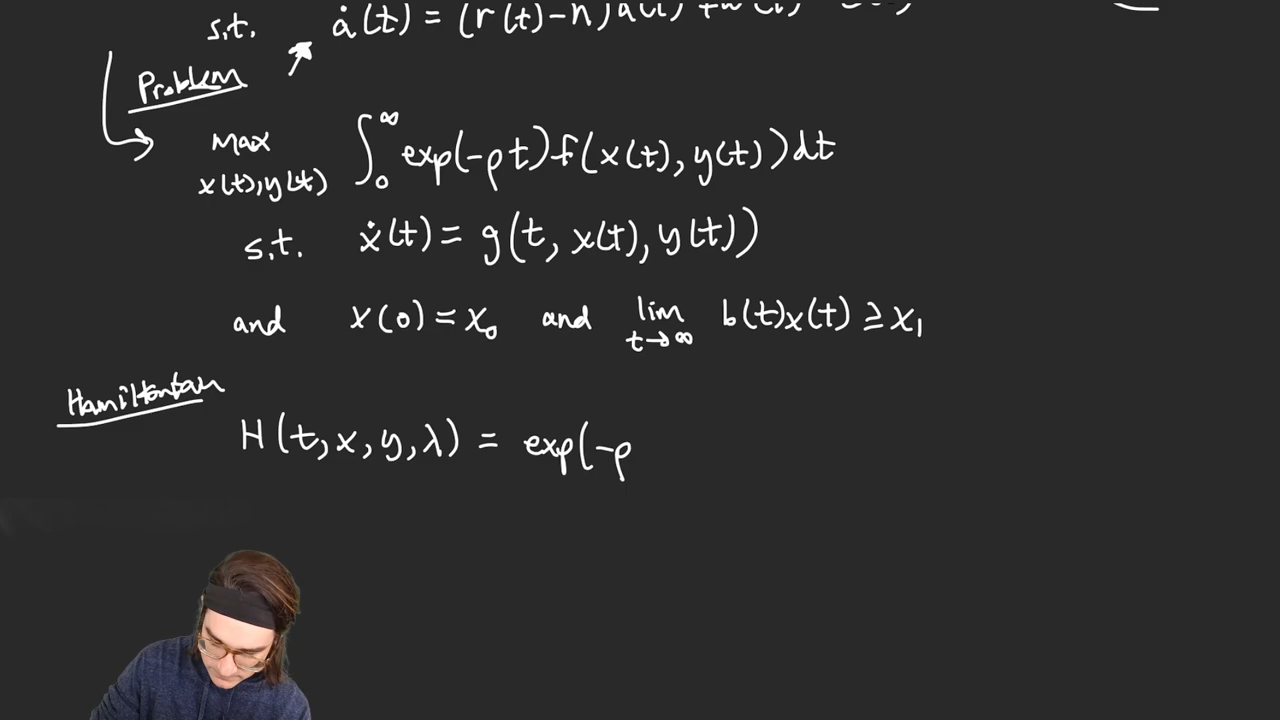 s.t. ȧ(t) = (r(t)-n)a(t) + w(t) -
Problem
max ∫₀^∞ exp(-ρt)f(x(t), y(t))dt
x(t), y(t)
s.t. ẋ(t) = g(t, x(t), y(t))
and x(0) = x₀ and lim b(t)x(t) ≥ x₁
t→∞
Hamiltonian
H(t, x, y, λ) = exp(-ρ